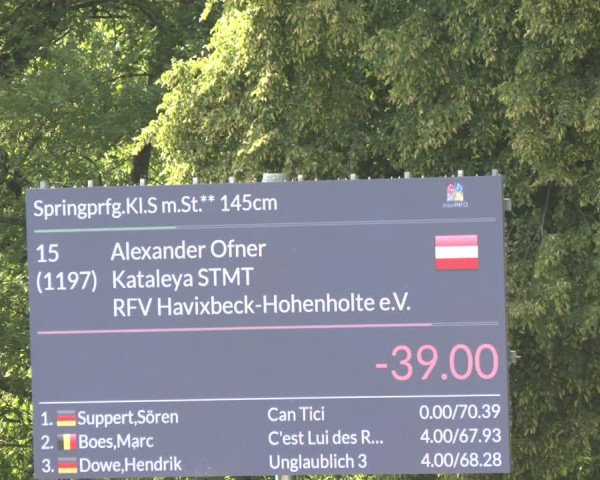 Springprfg.Kl.S m.St.** 145cm
equiNFO
15 Alexander Ofner
(1197) Kataleya STMT
RFV Havixbeck-Hohenholte e.V.
-39.00
1. Suppert,Sören Can Tici 0.00/70.39
2. Boes,Marc C'est Lui des R... 4.00/67.93
3. Dowe,Hendrik Unglaublich 3 4.00/68.28